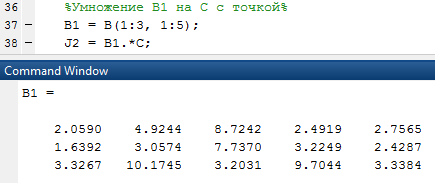 36 %Умножение B1 на C с точкой%
37 – B1 = B(1:3, 1:5);
38 – J2 = B1.*C;
Command Window
B1 =
2.0590 4.9244 8.7242 2.4919 2.7565
1.6392 3.0574 7.7370 3.2249 2.4287
3.3267 10.1745 3.2031 9.7044 3.3384